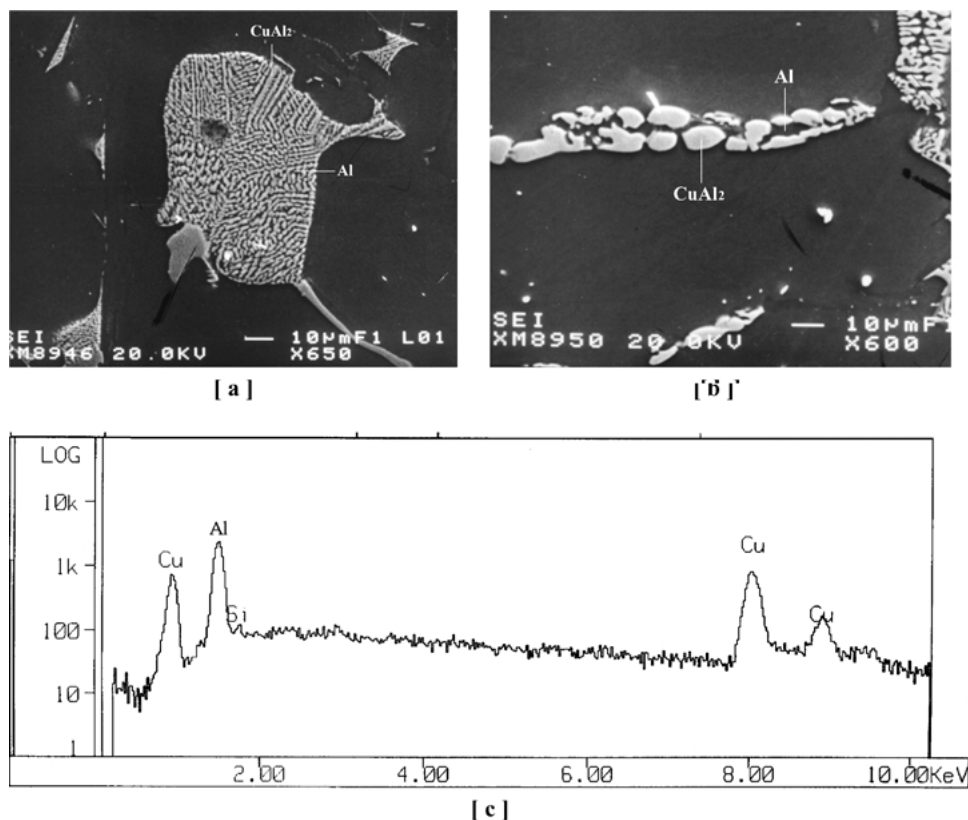 CuAl₂
Al
SEI
10µmF1 L01
XM8946 20.0KV X650
[ a ]
Al
CuAl₂
SEI
10µmF1
XM8950 20.0KV X600
[ b ]
LOG
10k
1k
100
10
1
Cu
Al
Si
Cu
Cu
2.00 4.00 6.00 8.00 10.00KeV
[ c ]